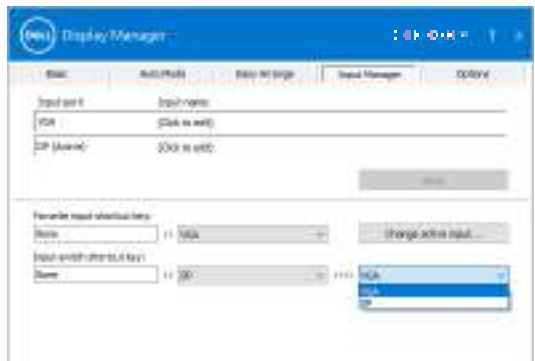 DELL Display Manager ?
Basic Auto Mode Easy Arrange Input Manager Options
Input port Input name
VGA (Click to edit)
DP (Active) (Click to edit)
Favorite input shortcut key:
None VGA Change active input...
Input switch shortcut key:
None DP VGA
VGA
DP